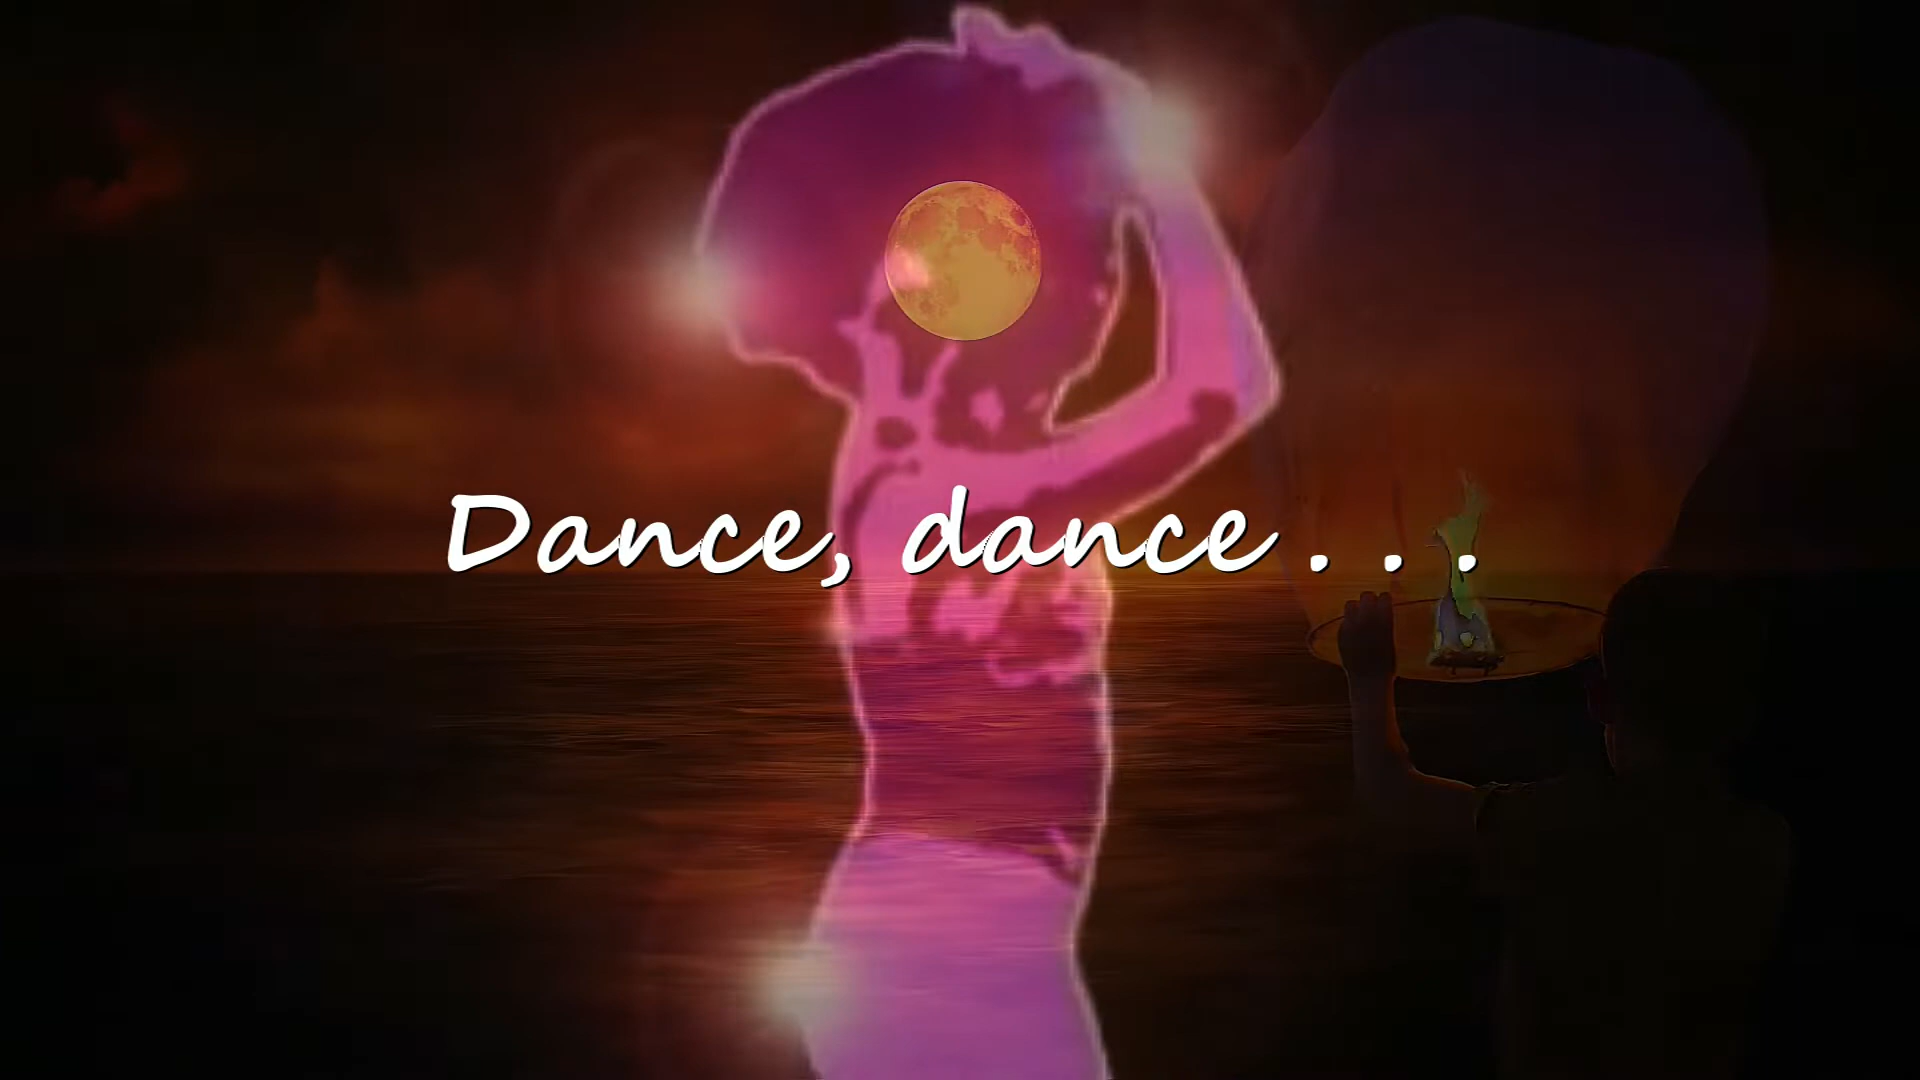 Dance, dance . . .